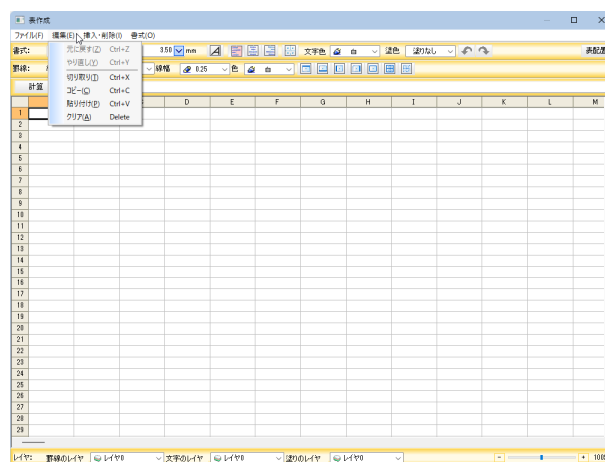 表作成
ファイル(F) 編集(E) 挿入・削除(I) 書式(O)
書式: 3.50 mm 文字色 白 塗色 塗りなし 表配置
罫線: 線幅 0.25 色 白
計算
元に戻す(Z) Ctrl+Z
やり直し(Y) Ctrl+Y
切り取り(T) Ctrl+X
コピー(C) Ctrl+C
貼り付け(P) Ctrl+V
クリア(A) Delete
D E F G H I J K L M
1
2
3
4
5
6
7
8
9
10
11
12
13
14
15
16
17
18
19
20
21
22
23
24
25
26
27
28
29
レイヤ: 罫線のレイヤ レイヤ0 文字のレイヤ レイヤ0 塗りのレイヤ レイヤ0